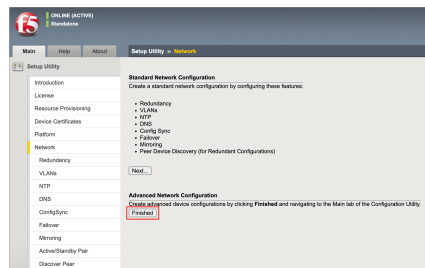 f5
ONLINE (ACTIVE)
Standalone
Main Help About
Setup Utility » Network
Setup Utility
Introduction
License
Resource Provisioning
Device Certificates
Platform
Network
Redundancy
VLANs
NTP
DNS
ConfigSync
Failover
Mirroring
Active/Standby Pair
Discover Peer
Standard Network Configuration
Create a standard network configuration by configuring these features:
• Redundancy
• VLANs
• NTP
• DNS
• Config Sync
• Failover
• Mirroring
• Peer Device Discovery (for Redundant Configurations)
Next...
Advanced Network Configuration
Create advanced device configurations by clicking Finished and navigating to the Main tab of the Configuration Utility.
Finished